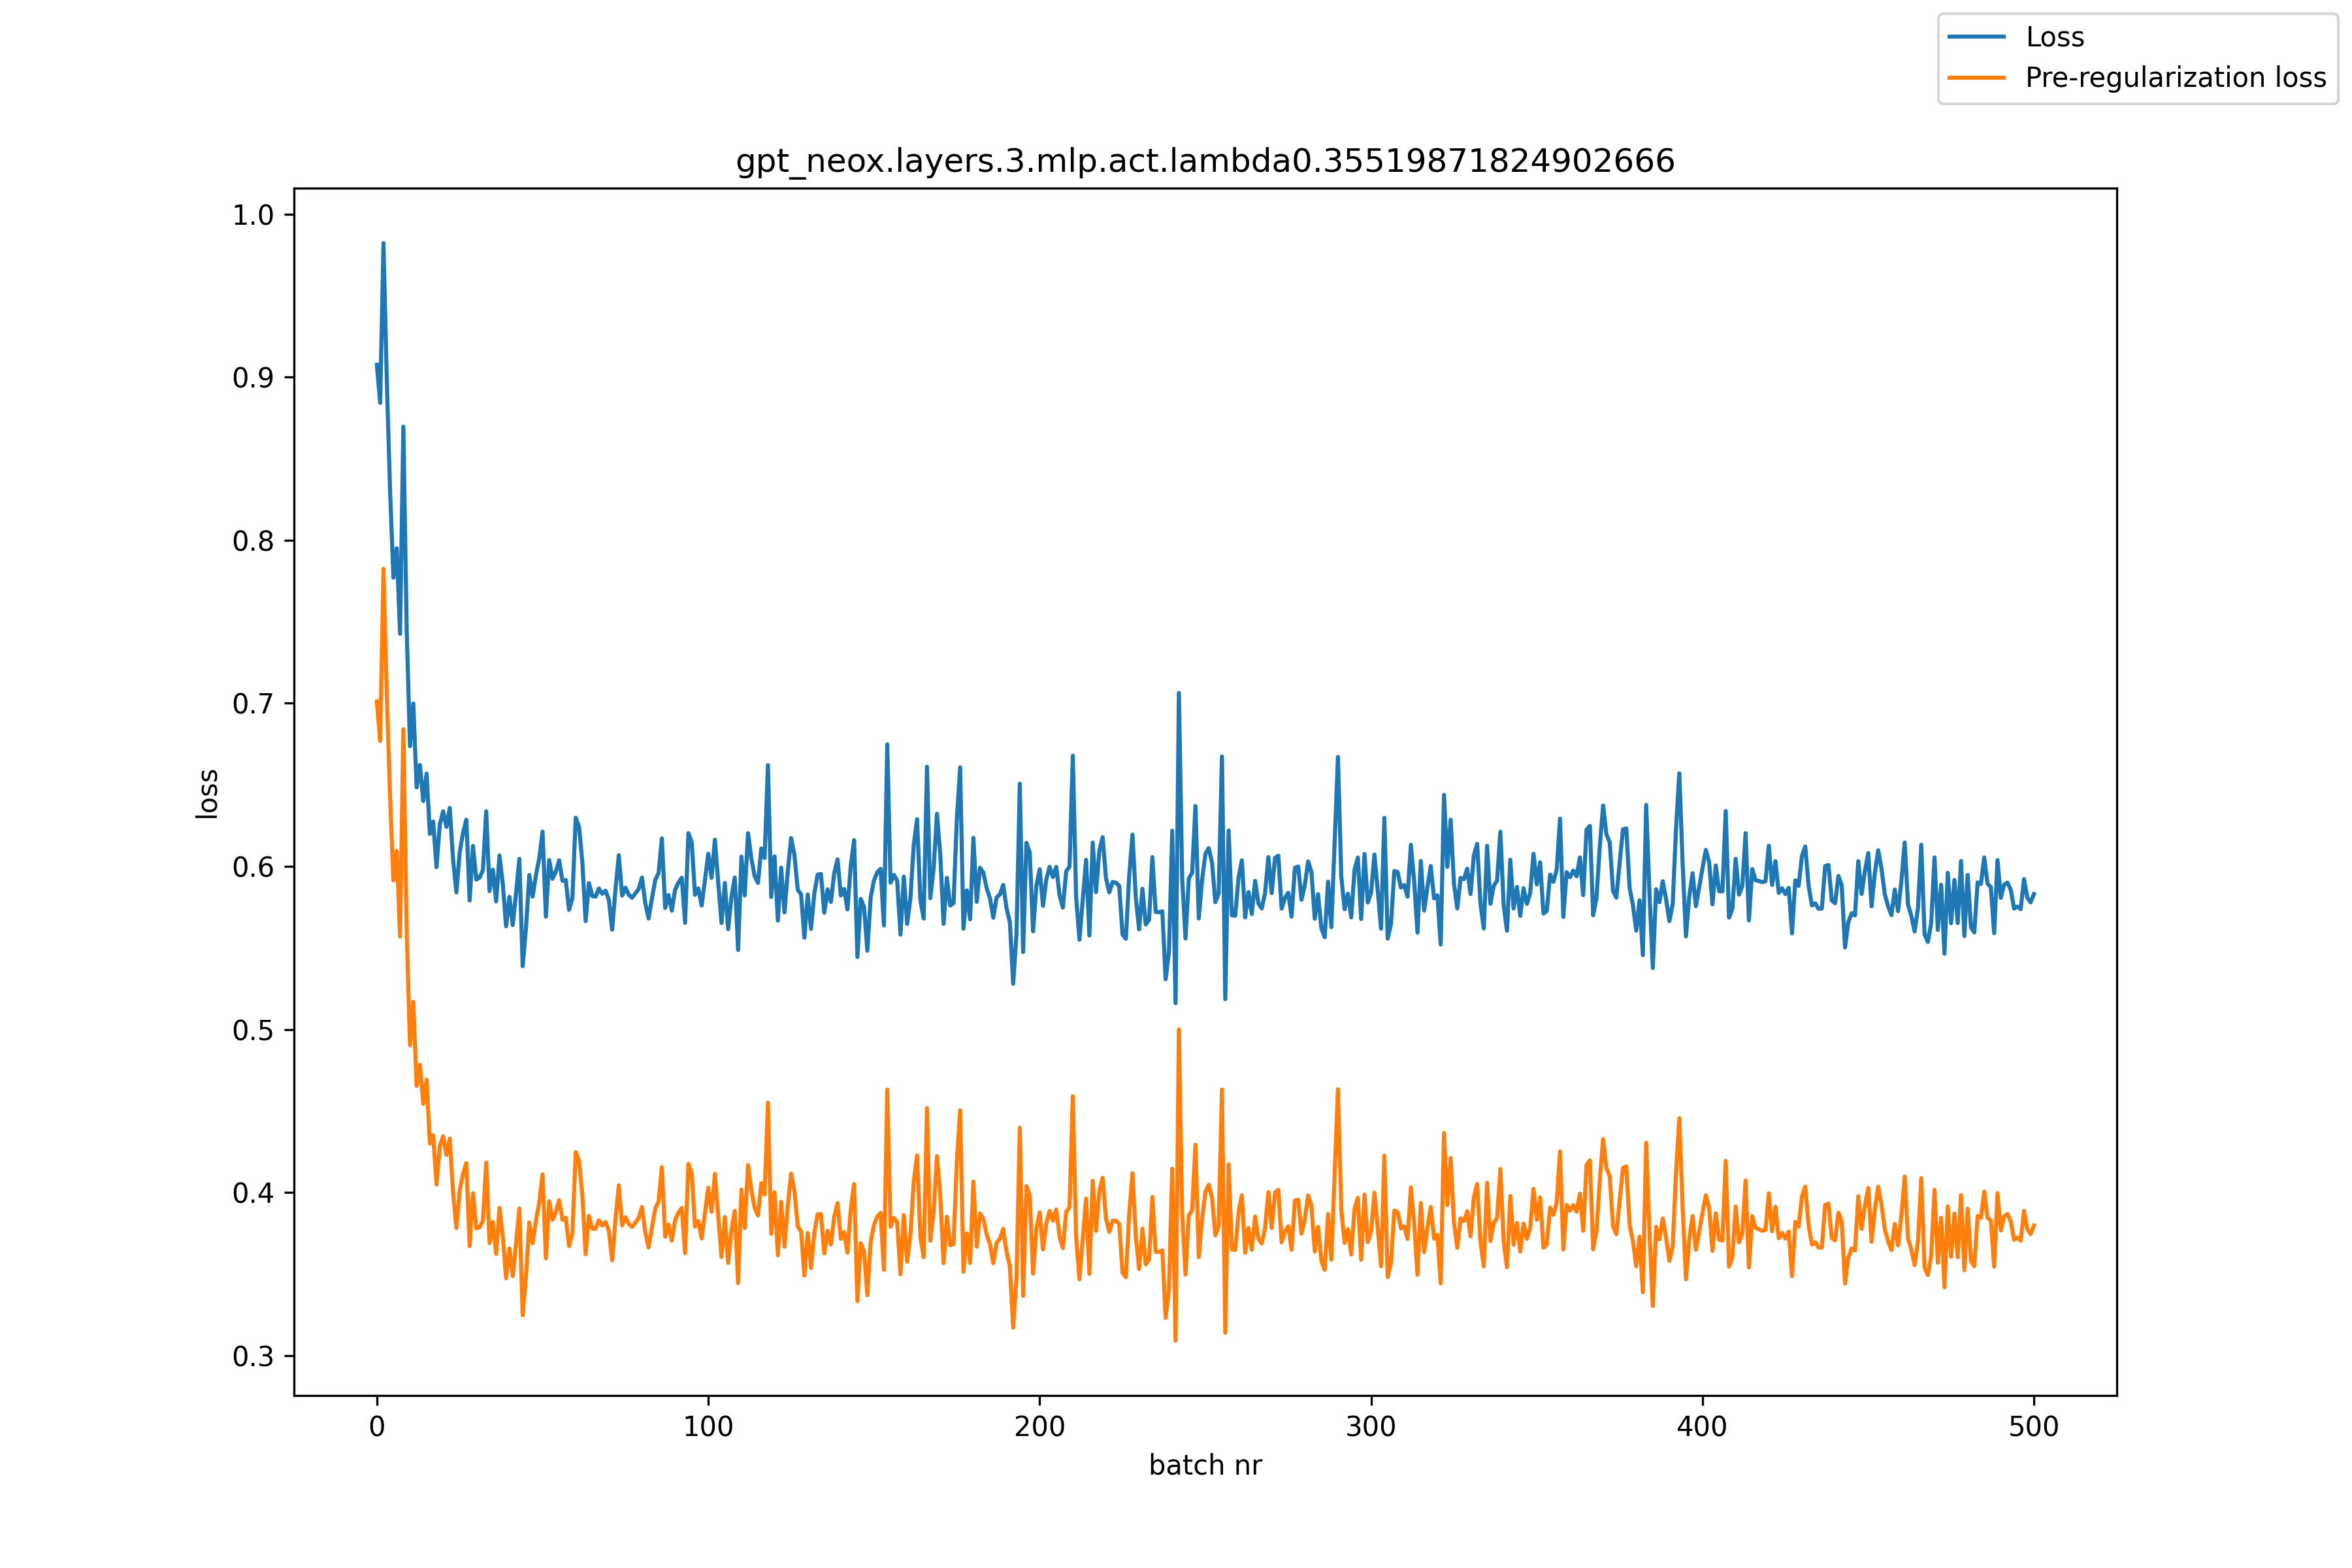 Loss
Pre-regularization loss
gpt_neox.layers.3.mlp.act.lambda0.35519871824902666
1.0
0.9
0.8
0.7
0.6
0.5
0.4
0.3
loss
0 100 200 300 400 500
batch nr